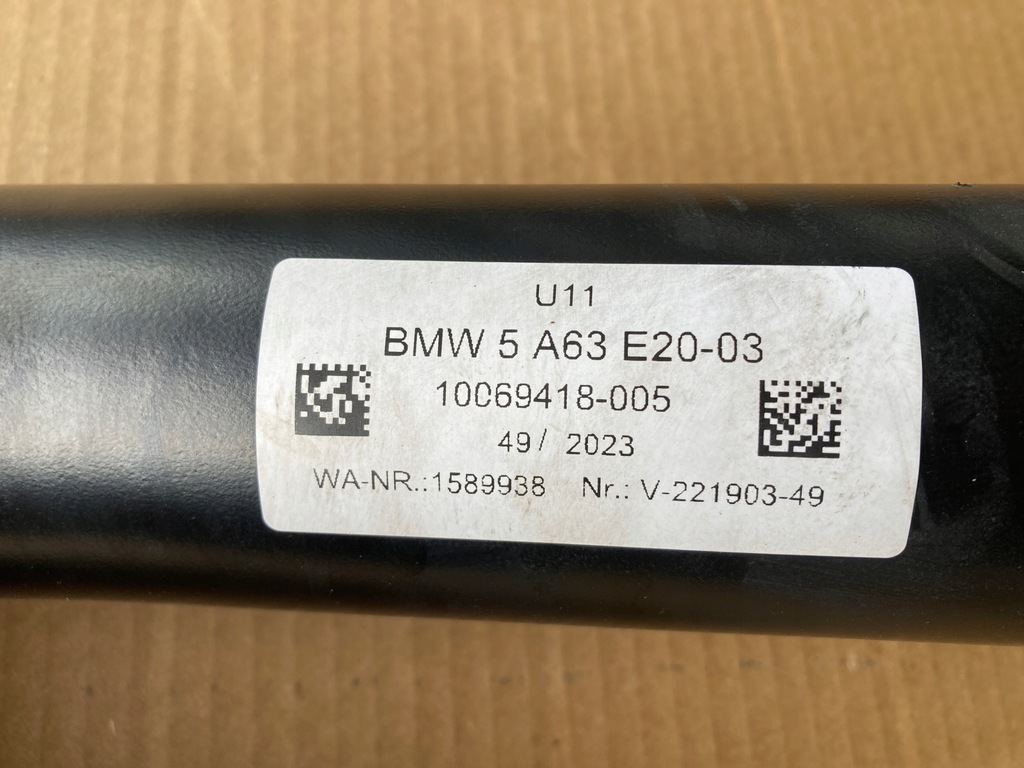 U11
BMW 5 A63 E20-03
10069418-005
49/ 2023
WA-NR.:1589938 Nr.: V-221903-49